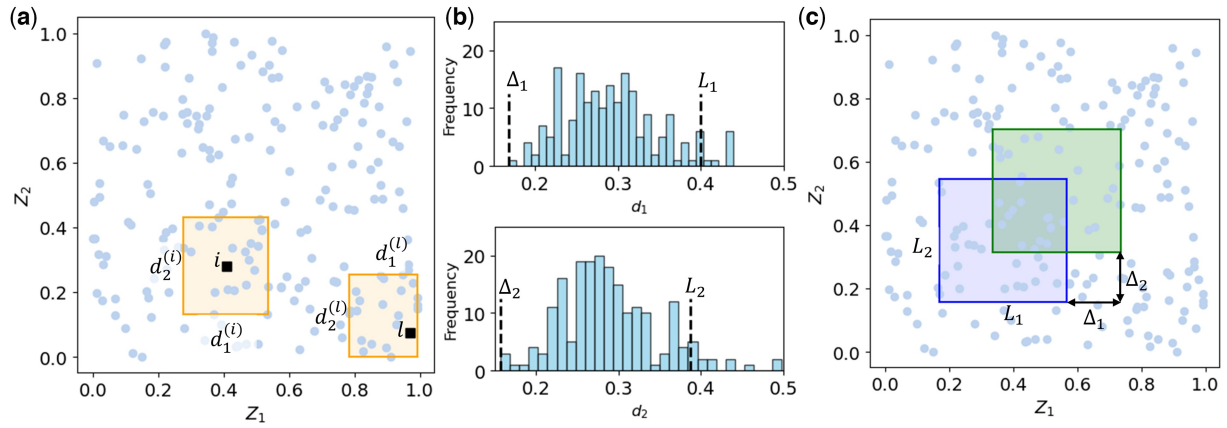 (a)
1.0
0.8
0.6
0.4
0.2
0.0
Z₂
0.0 0.2 0.4 0.6 0.8 1.0
Z₁
d₂⁽ⁱ⁾
i
d₁⁽ⁱ⁾
d₁⁽ˡ⁾
d₂⁽ˡ⁾
l
(b)
Frequency
20
10
0
Δ₁
L₁
0.2 0.3 0.4 0.5
d₁
Frequency
20
10
0
Δ₂
L₂
0.2 0.3 0.4 0.5
d₂
(c)
1.0
0.8
0.6
0.4
0.2
0.0
Z₂
L₂
L₁
Δ₂
Δ₁
0.0 0.2 0.4 0.6 0.8 1.0
Z₁